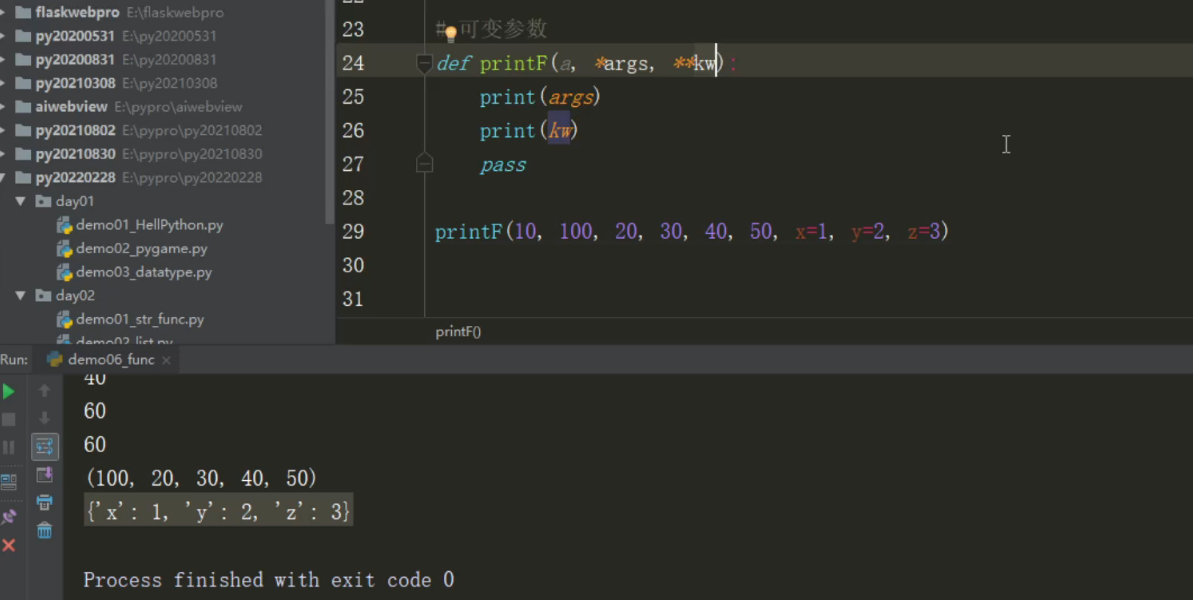 flaskwebpro E:\flaskwebpro
py20200531 E:\py20200531
py20200831 E:\py20200831
py20210308 E:\py20210308
aiwebview E:\pypro\aiwebview
py20210802 E:\pypro\py20210802
py20210830 E:\pypro\py20210830
py20220228 E:\pypro\py20220228
day01
demo01_HellPython.py
demo02_pygame.py
demo03_datatype.py
day02
demo01_str_func.py
demo02_list.py
23 # 可变参数
24 def printF(a, *args, **kw):
25 print(args)
26 print(kw)
27 pass
28
29 printF(10, 100, 20, 30, 40, 50, x=1, y=2, z=3)
30
31
printF()
Run: demo06_func ×
40
60
60
(100, 20, 30, 40, 50)
{'x': 1, 'y': 2, 'z': 3}
Process finished with exit code 0